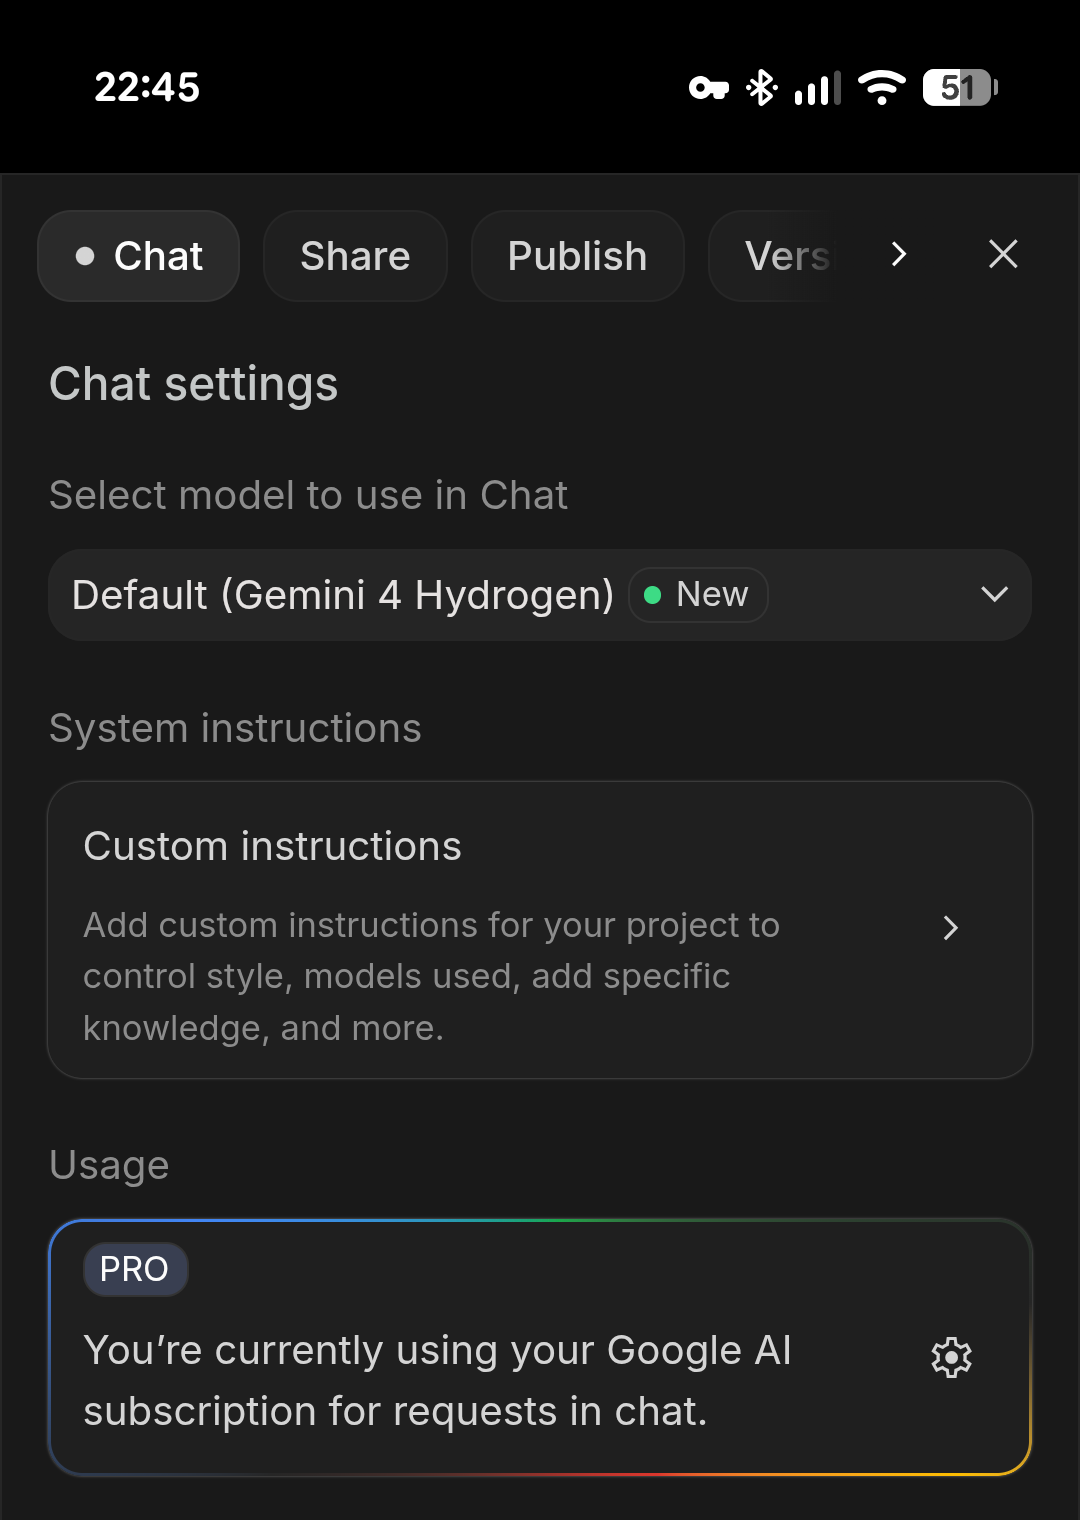 22:45
51
Chat
Share
Publish
Vers
Chat settings
Select model to use in Chat
Default (Gemini 4 Hydrogen)
New
System instructions
Custom instructions
Add custom instructions for your project to
control style, models used, add specific
knowledge, and more.
Usage
PRO
You’re currently using your Google AI
subscription for requests in chat.